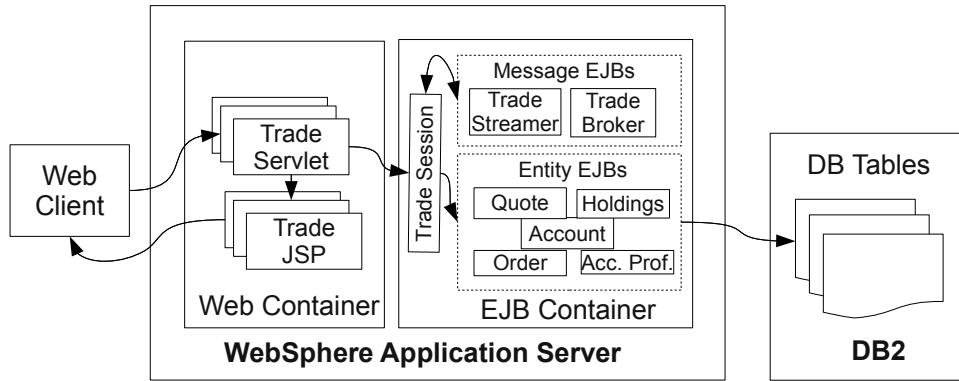 Web
Client
Trade
Servlet
Trade
JSP
Web Container
Trade Session
Message EJBs
Trade
Streamer
Trade
Broker
Entity EJBs
Quote
Holdings
Account
Order
Acc. Prof.
EJB Container
WebSphere Application Server
DB Tables
DB2